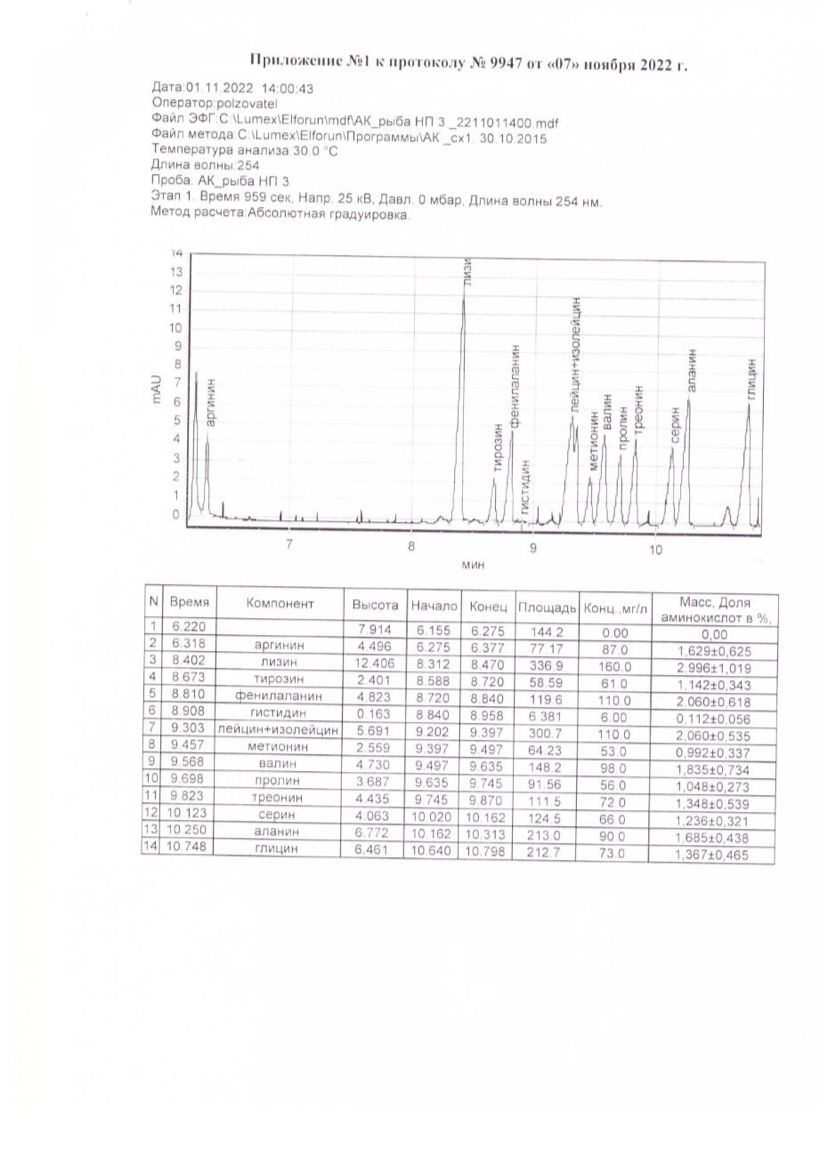 Приложение №1 к протоколу № 9947 от «07» ноября 2022 г.
Дата:01.11.2022 14:00:43
Оператор:polzovatel
Файл ЭФГ:C:\Lumex\Elforun\mdf\АК_рыба НП 3 _2211011400.mdf
Файл метода:C:\Lumex\Elforun\Программы\АК _сх1. 30.10.2015
Температура анализа:30.0 °C
Длина волны:254
Проба: АК_рыба НП 3
Этап 1. Время 959 сек, Напр. 25 кВ, Давл. 0 мбар, Длина волны 254 нм.
Метод расчета:Абсолютная градуировка.
mAU
14
13
12
11
10
9
8
7
6
5
4
3
2
1
0
аргинин
лизи
тирозин
фенилаланин
гистидин
лейцин+изолейцин
метионин
валин
пролин
треонин
серин
аланин
глицин
7 8 9 10
мин
N Время Компонент Высота Начало Конец Площадь Конц.,мг/л Масс. Доля аминокислот в %,
1 6.220 7.914 6.155 6.275 144.2 0.00 0,00
2 6.318 аргинин 4.496 6.275 6.377 77.17 87.0 1,629±0,625
3 8.402 лизин 12.406 8.312 8.470 336.9 160.0 2.996±1,019
4 8.673 тирозин 2.401 8.588 8.720 58.59 61.0 1,142±0,343
5 8.810 фенилаланин 4.823 8.720 8.840 119.6 110.0 2,060±0,618
6 8.908 гистидин 0.163 8.840 8.958 6.381 6.00 0,112±0,056
7 9.303 лейцин+изолейцин 5.691 9.202 9.397 300.7 110.0 2,060±0.535
8 9.457 метионин 2.559 9.397 9.497 64.23 53.0 0,992±0,337
9 9.568 валин 4.730 9.497 9.635 148.2 98.0 1,835±0,734
10 9.698 пролин 3.687 9.635 9.745 91.56 56.0 1,048±0,273
11 9.823 треонин 4.435 9.745 9.870 111.5 72.0 1,348±0,539
12 10.123 серин 4.063 10.020 10.162 124.5 66.0 1,236±0,321
13 10.250 аланин 6.772 10.162 10.313 213.0 90.0 1,685±0,438
14 10.748 глицин 6.461 10.640 10.798 212.7 73.0 1,367±0,465